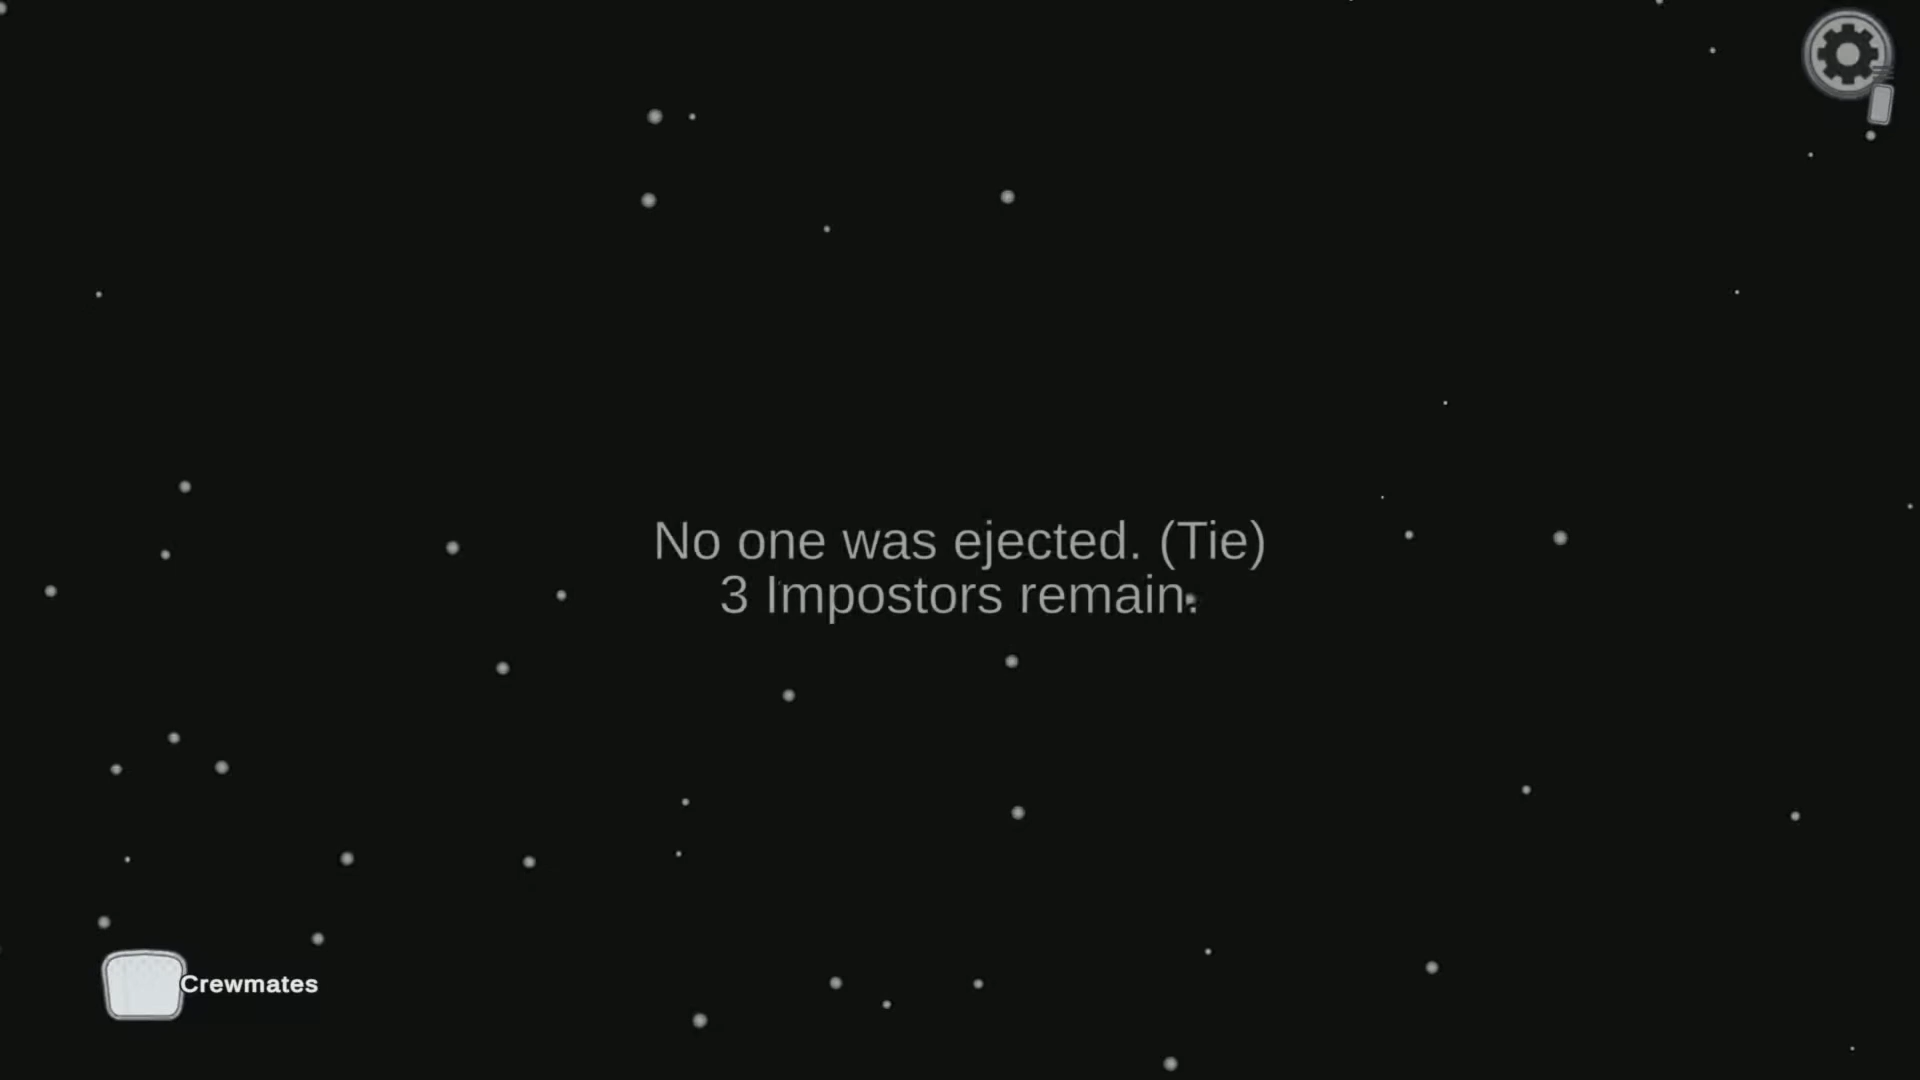 No one was ejected. (Tie)
3 Impostors remain.
Crewmates